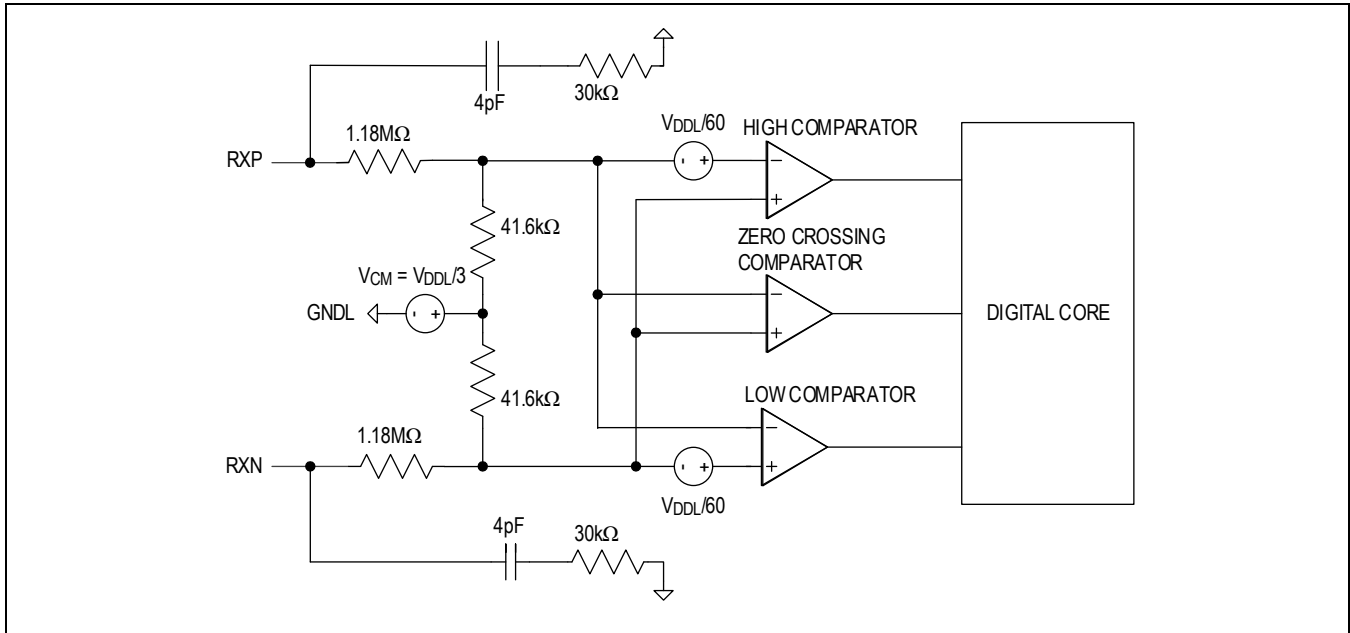 4pF
30kΩ
VDDL/60
HIGH COMPARATOR
1.18MΩ
RXP
-
+
−
+
41.6kΩ
ZERO CROSSING
COMPARATOR
VCM = VDDL/3
GNDL
-
+
−
+
DIGITAL CORE
41.6kΩ
LOW COMPARATOR
1.18MΩ
−
RXN
-
+
+
VDDL/60
4pF
30kΩ